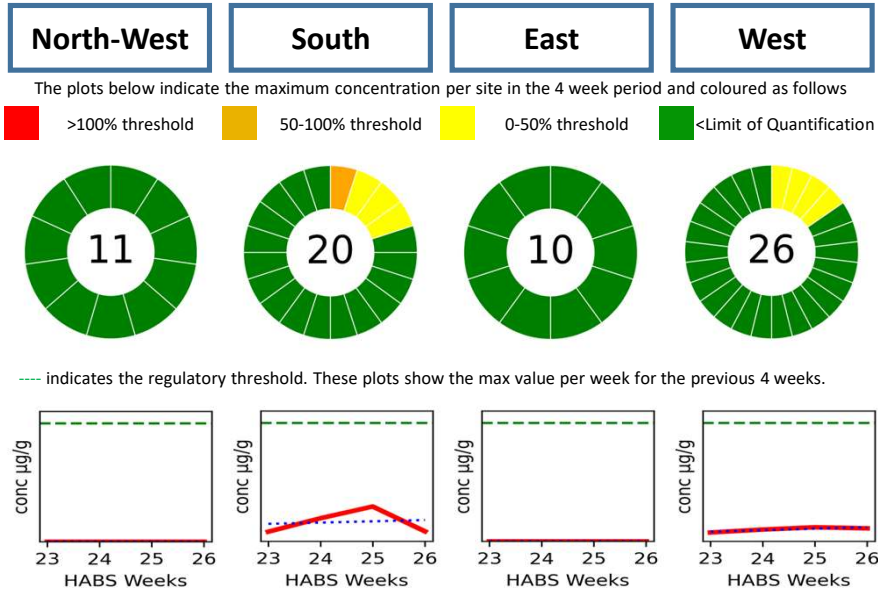 North-West South East West
The plots below indicate the maximum concentration per site in the 4 week period and coloured as follows
>100% threshold 50-100% threshold 0-50% threshold <Limit of Quantification
11 20 10 26
---- indicates the regulatory threshold. These plots show the max value per week for the previous 4 weeks.
conc µg/g conc µg/g conc µg/g conc µg/g
23 24 25 26 23 24 25 26 23 24 25 26 23 24 25 26
HABS Weeks HABS Weeks HABS Weeks HABS Weeks